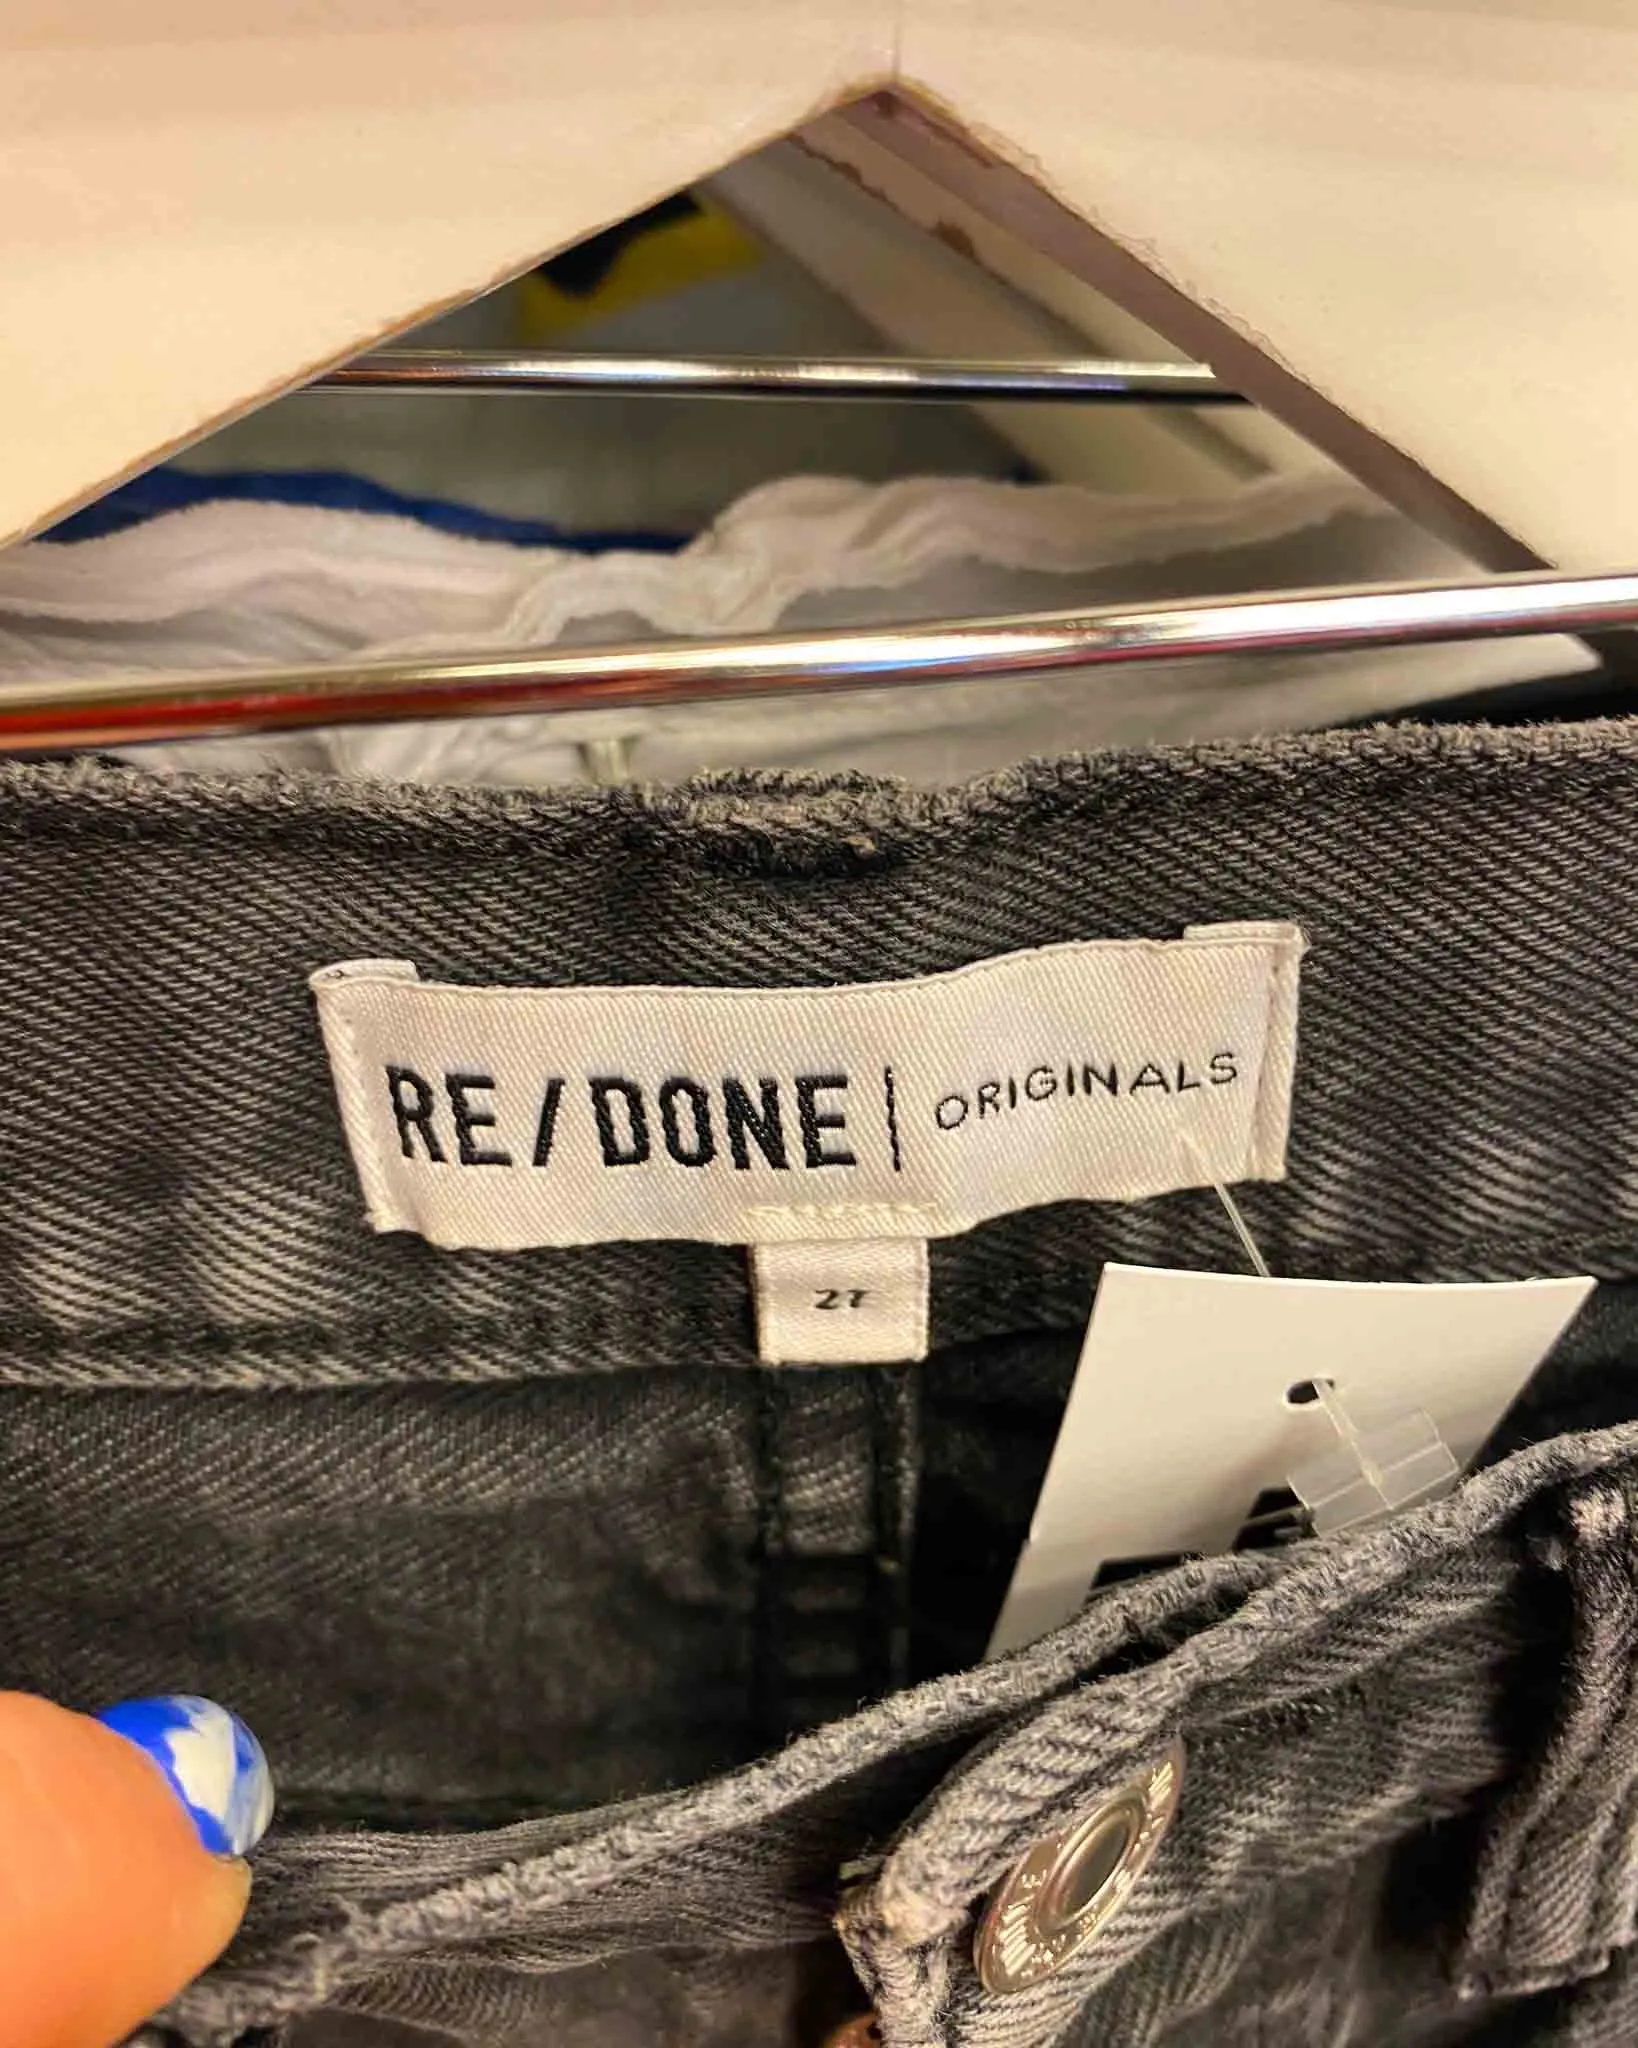 RE/DONE | ORIGINALS
27